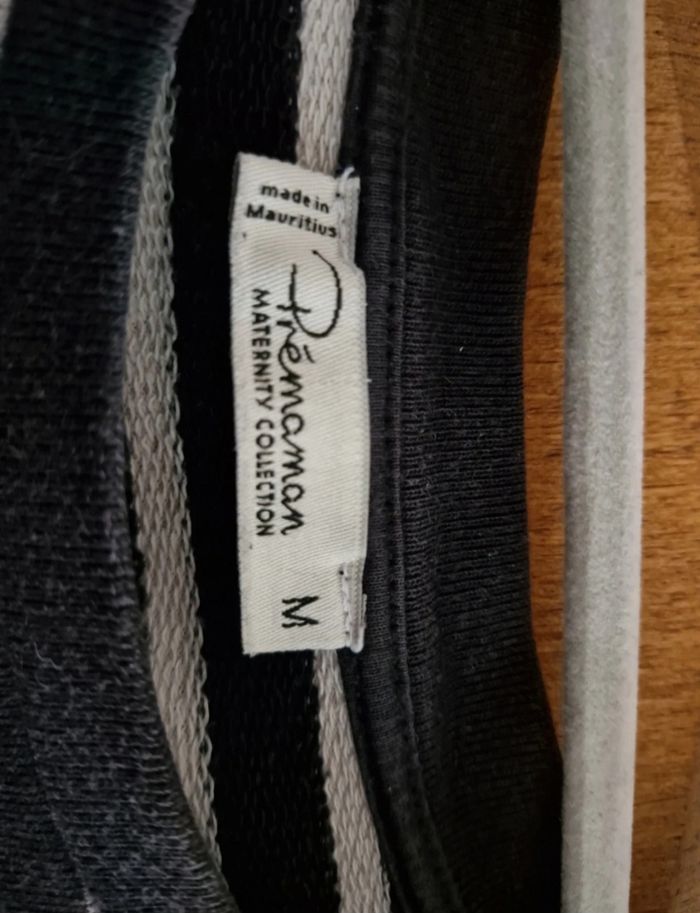 made in
Mauritius
Prémaman
MATERNITY COLLECTION
M